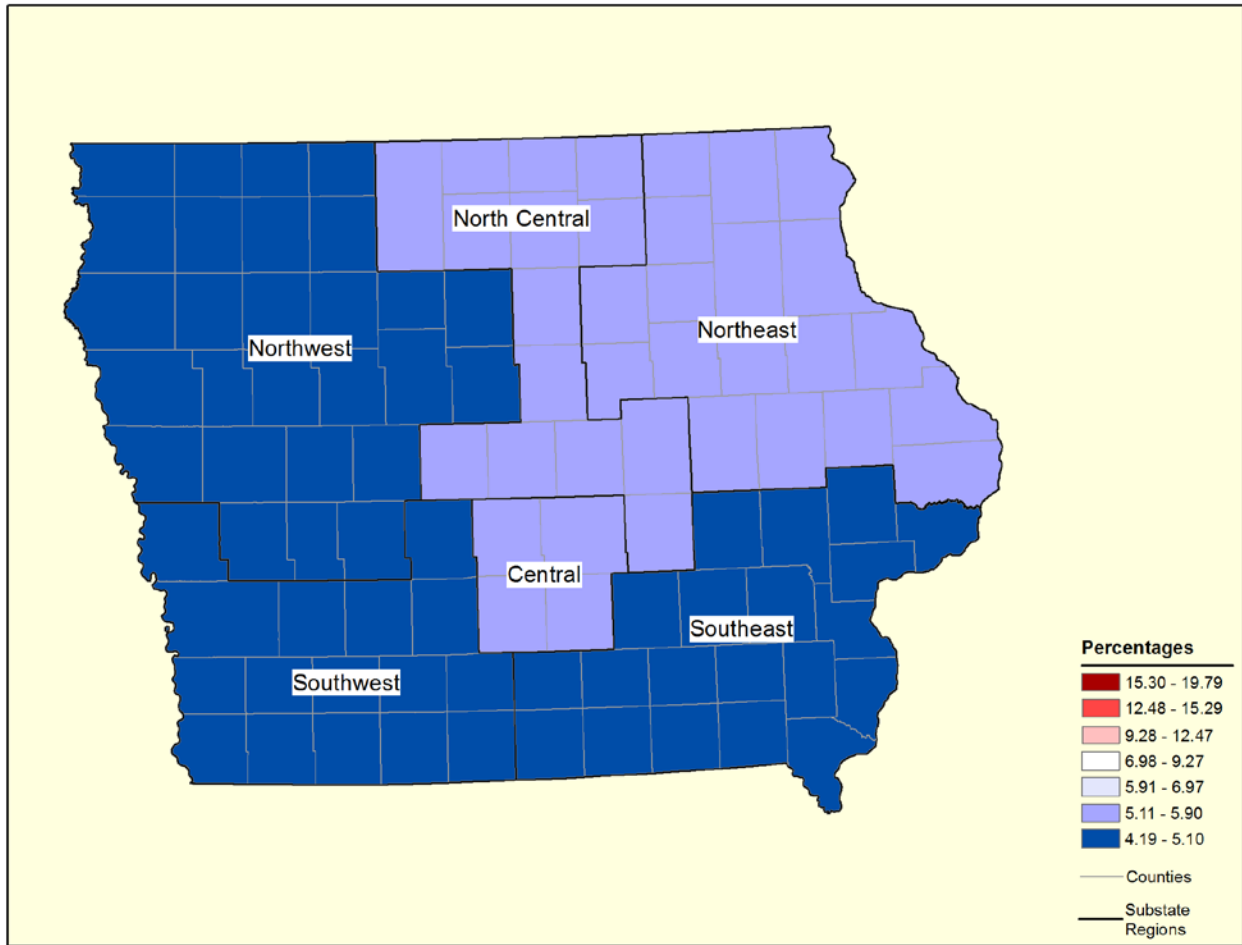 North Central
Northeast
Northwest
Central
Southeast
Southwest
Percentages
15.30 - 19.79
12.48 - 15.29
9.28 - 12.47
6.98 - 9.27
5.91 - 6.97
5.11 - 5.90
4.19 - 5.10
Counties
Substate
Regions